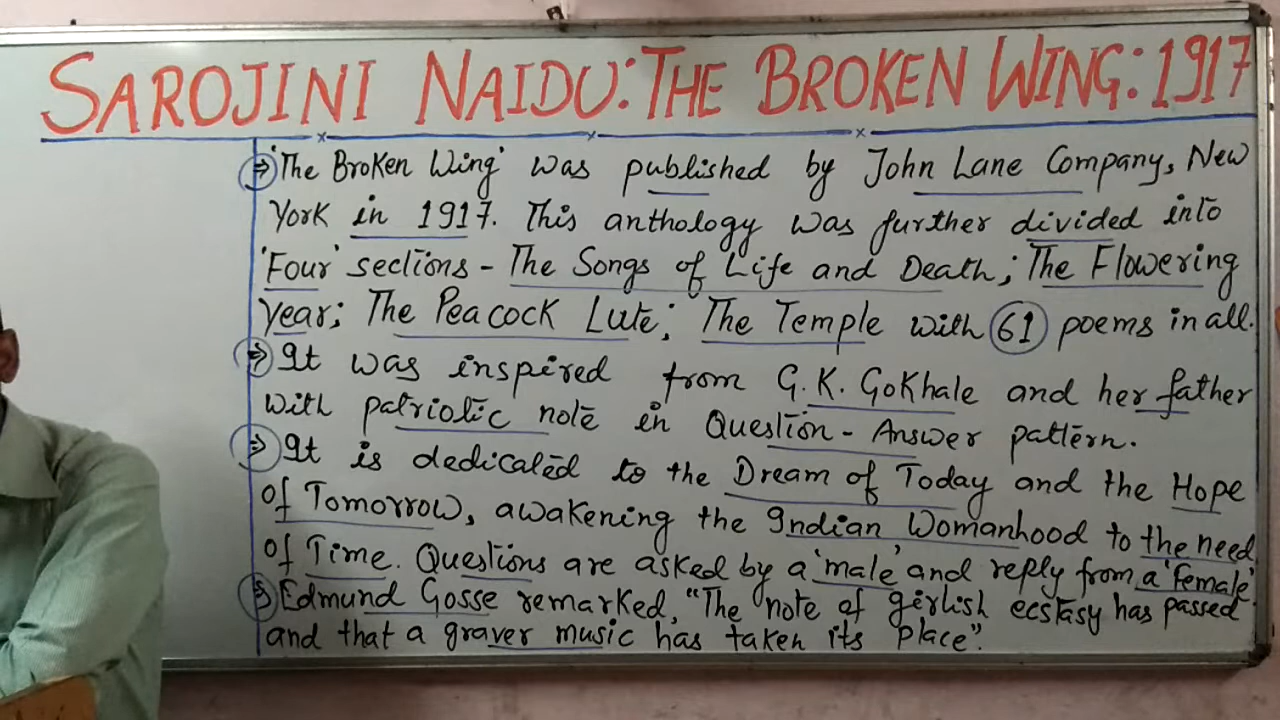 SAROJINI NAIDU: THE BROKEN WING: 1917
⇒ 'The Broken Wing' was published by John Lane Company, New
York in 1917. This anthology was further divided into
'Four' sections - The Songs of Life and Death; The Flowering
Year; The Peacock Lute; The Temple with 61 poems in all.
⇒ It was inspired from G.K. Gokhale and her father
with patriotic note in Question - Answer pattern.
⇒ It is dedicated to the Dream of Today and the Hope
of Tomorrow, awakening the Indian Womanhood to the need
of Time. Questions are asked by a 'male' and reply from a 'Female'.
⇒ Edmund Gosse remarked, "The note of girlish ecstasy has passed
and that a graver music has taken its place".